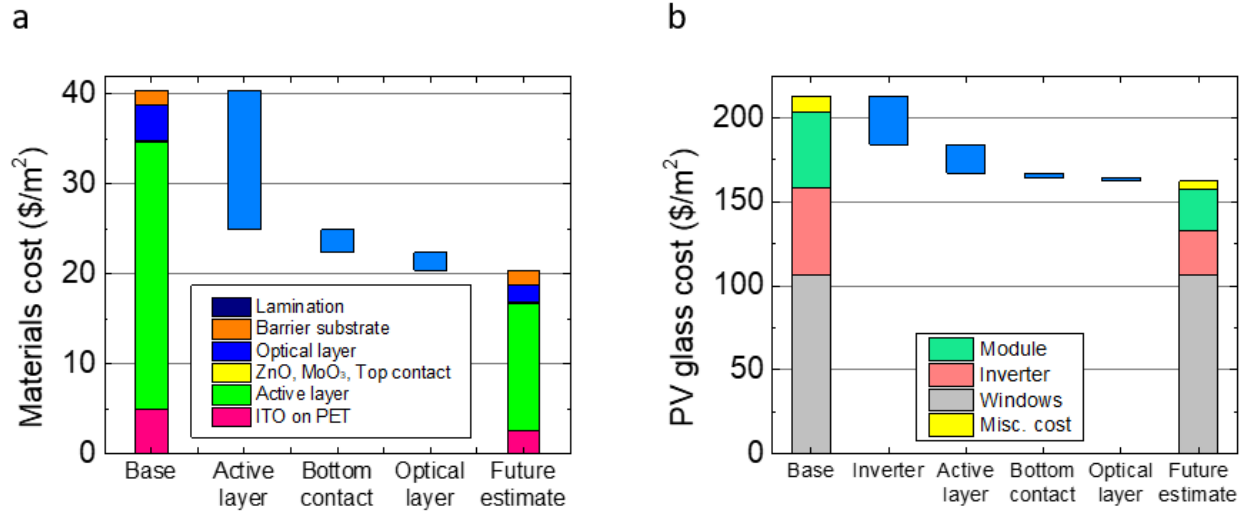 a
Materials cost ($/m²)
40
30
20
10
0
Lamination
Barrier substrate
Optical layer
ZnO, MoO₃, Top contact
Active layer
ITO on PET
Base
Active layer
Bottom contact
Optical layer
Future estimate
b
PV glass cost ($/m²)
200
150
100
50
0
Module
Inverter
Windows
Misc. cost
Base
Inverter
Active layer
Bottom contact
Optical layer
Future estimate